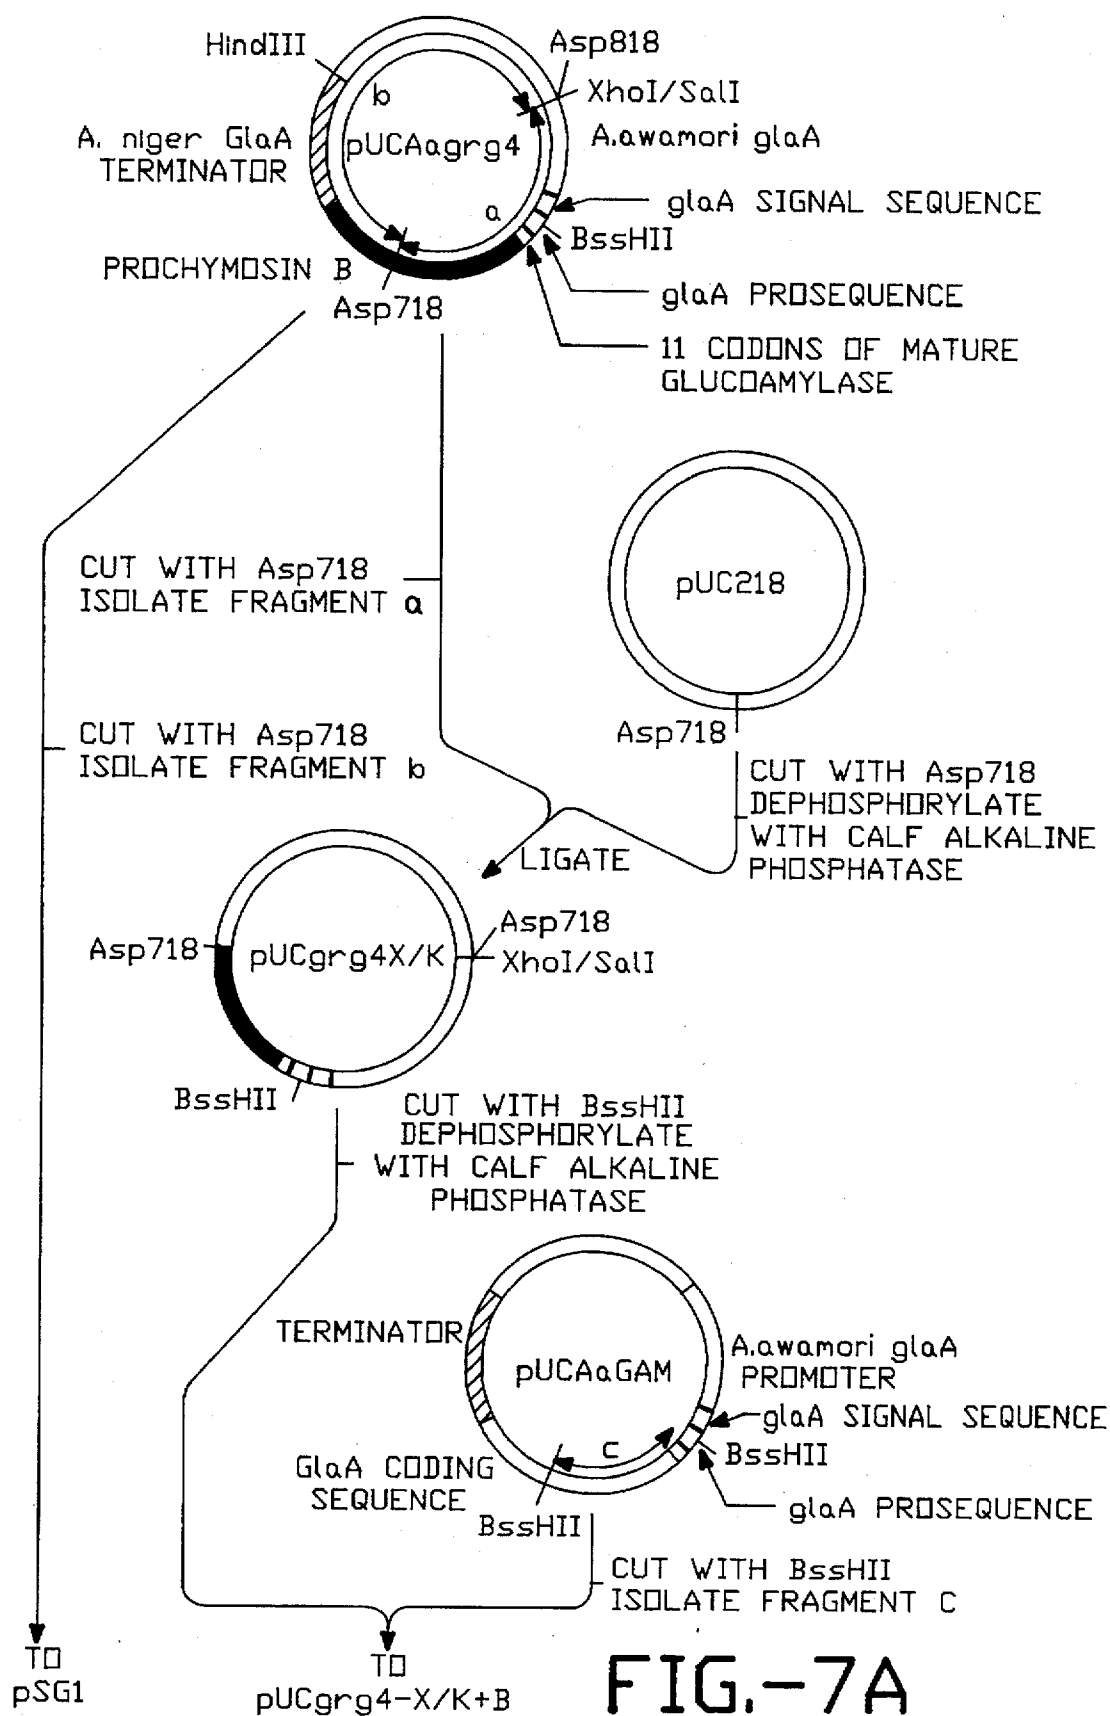 HindIII
Asp818
XhoI/SalI
b
A. niger GlaA
TERMINATOR
pUCAagrg4
A.awamori glaA
a
glaA SIGNAL SEQUENCE
BssHII
PROCHYMOSIN B
Asp718
glaA PROSEQUENCE
11 CODONS OF MATURE
GLUCOAMYLASE
CUT WITH Asp718
ISOLATE FRAGMENT a
pUC218
Asp718
CUT WITH Asp718
ISOLATE FRAGMENT b
CUT WITH Asp718
DEPHOSPHORYLATE
WITH CALF ALKALINE
PHOSPHATASE
LIGATE
Asp718
Asp718
pUCgrg4X/K
XhoI/SalI
BssHII
CUT WITH BssHII
DEPHOSPHORYLATE
WITH CALF ALKALINE
PHOSPHATASE
TERMINATOR
pUCAaGAM
A.awamori glaA
PROMOTER
glaA SIGNAL SEQUENCE
BssHII
c
GlaA CODING
SEQUENCE
BssHII
glaA PROSEQUENCE
CUT WITH BssHII
ISOLATE FRAGMENT C
TO
pSG1
TO
pUCgrg4-X/K+B
FIG.-7A